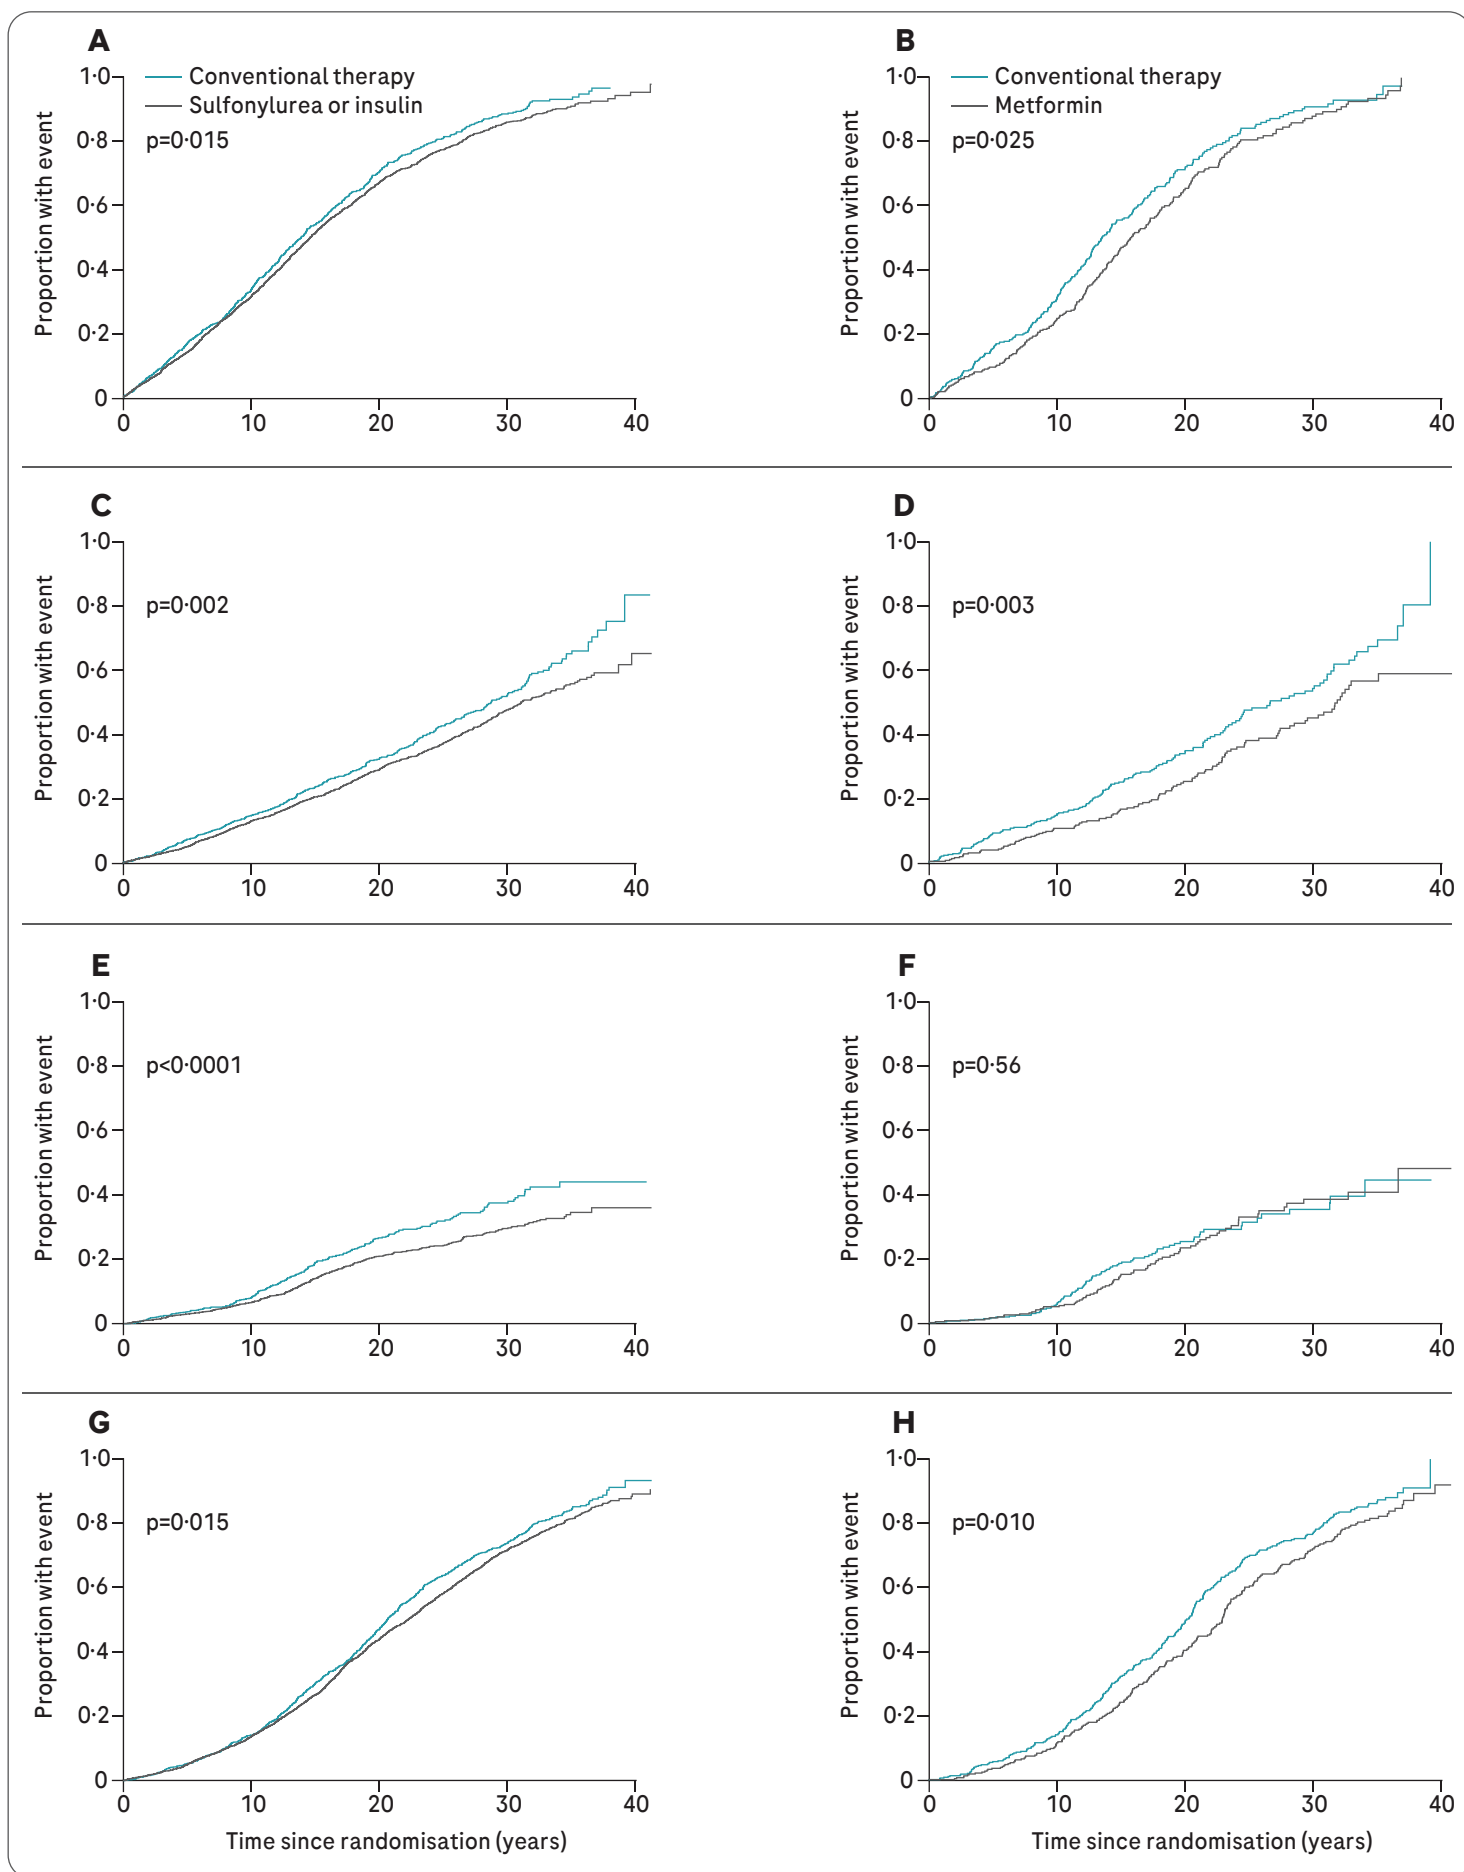 A
Conventional therapy
Sulfonylurea or insulin
p=0·015
Proportion with event
1·0
0·8
0·6
0·4
0·2
0
0 10 20 30 40
B
Conventional therapy
Metformin
p=0·025
Proportion with event
1·0
0·8
0·6
0·4
0·2
0
0 10 20 30 40
C
p=0·002
Proportion with event
1·0
0·8
0·6
0·4
0·2
0
0 10 20 30 40
D
p=0·003
Proportion with event
1·0
0·8
0·6
0·4
0·2
0
0 10 20 30 40
E
p<0·0001
Proportion with event
1·0
0·8
0·6
0·4
0·2
0
0 10 20 30 40
F
p=0·56
Proportion with event
1·0
0·8
0·6
0·4
0·2
0
0 10 20 30 40
G
p=0·015
Proportion with event
1·0
0·8
0·6
0·4
0·2
0
0 10 20 30 40
Time since randomisation (years)
H
p=0·010
Proportion with event
1·0
0·8
0·6
0·4
0·2
0
0 10 20 30 40
Time since randomisation (years)